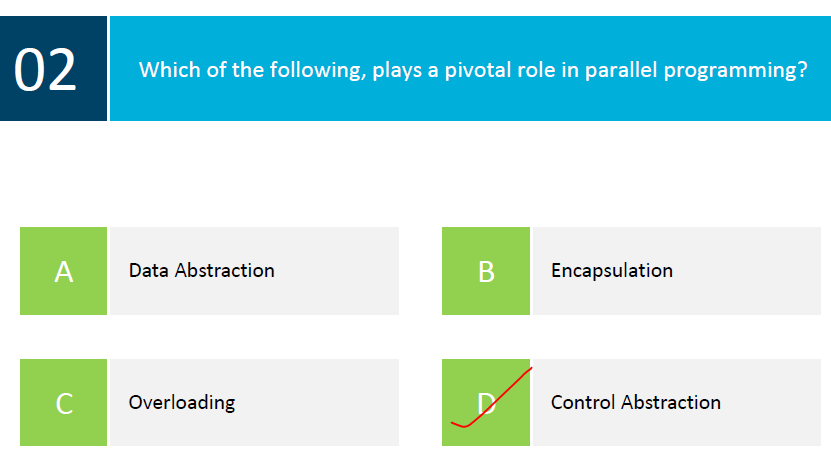 02
Which of the following, plays a pivotal role in parallel programming?
A
Data Abstraction
B
Encapsulation
C
Overloading
D
Control Abstraction